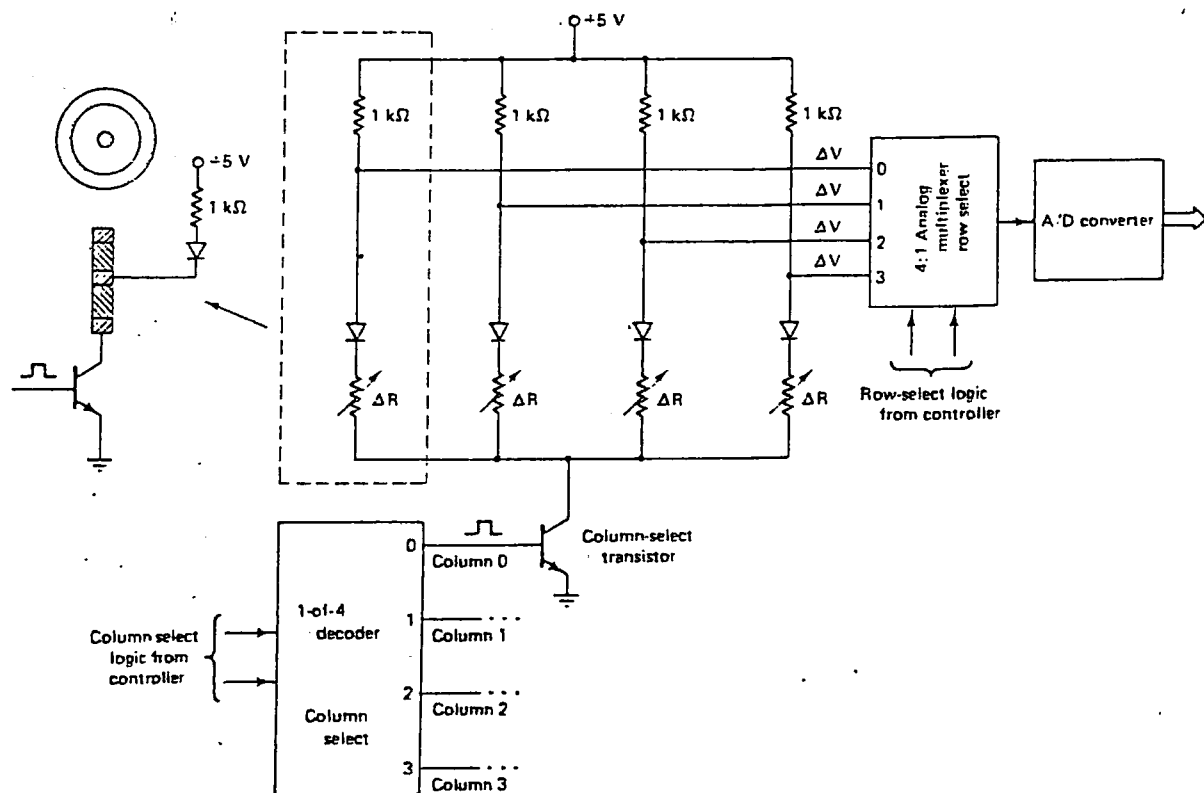 +5 V
1 kΩ
1 kΩ
1 kΩ
1 kΩ
+5 V
1 kΩ
ΔV
0
ΔV
1
ΔV
2
ΔV
3
4:1 Analog
multiplexer
row select
A/D converter
ΔR
ΔR
ΔR
ΔR
Row-select logic
from controller
Column-select
transistor
0
Column 0
1-of-4
decoder
1
Column 1
Column select
logic from
controller
2
Column 2
Column
select
3
Column 3